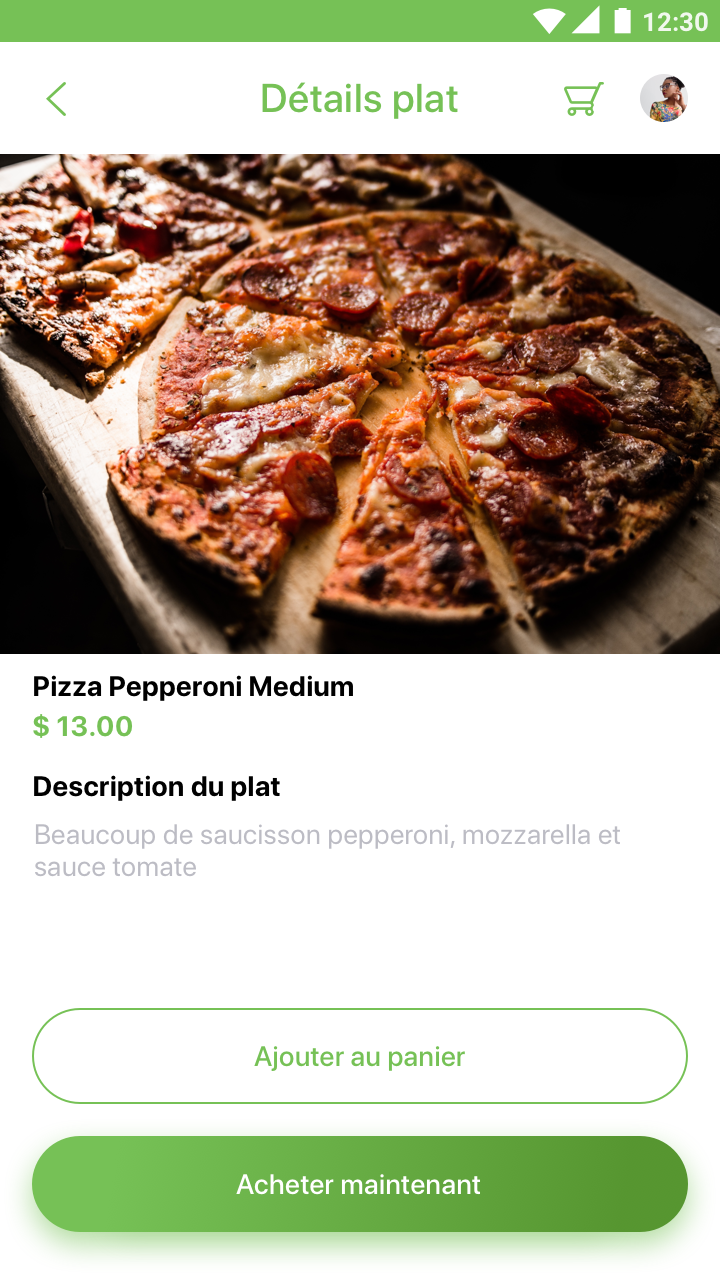 12:30
Détails plat
Pizza Pepperoni Medium
$ 13.00
Description du plat
Beaucoup de saucisson pepperoni, mozzarella et
sauce tomate
Ajouter au panier
Acheter maintenant